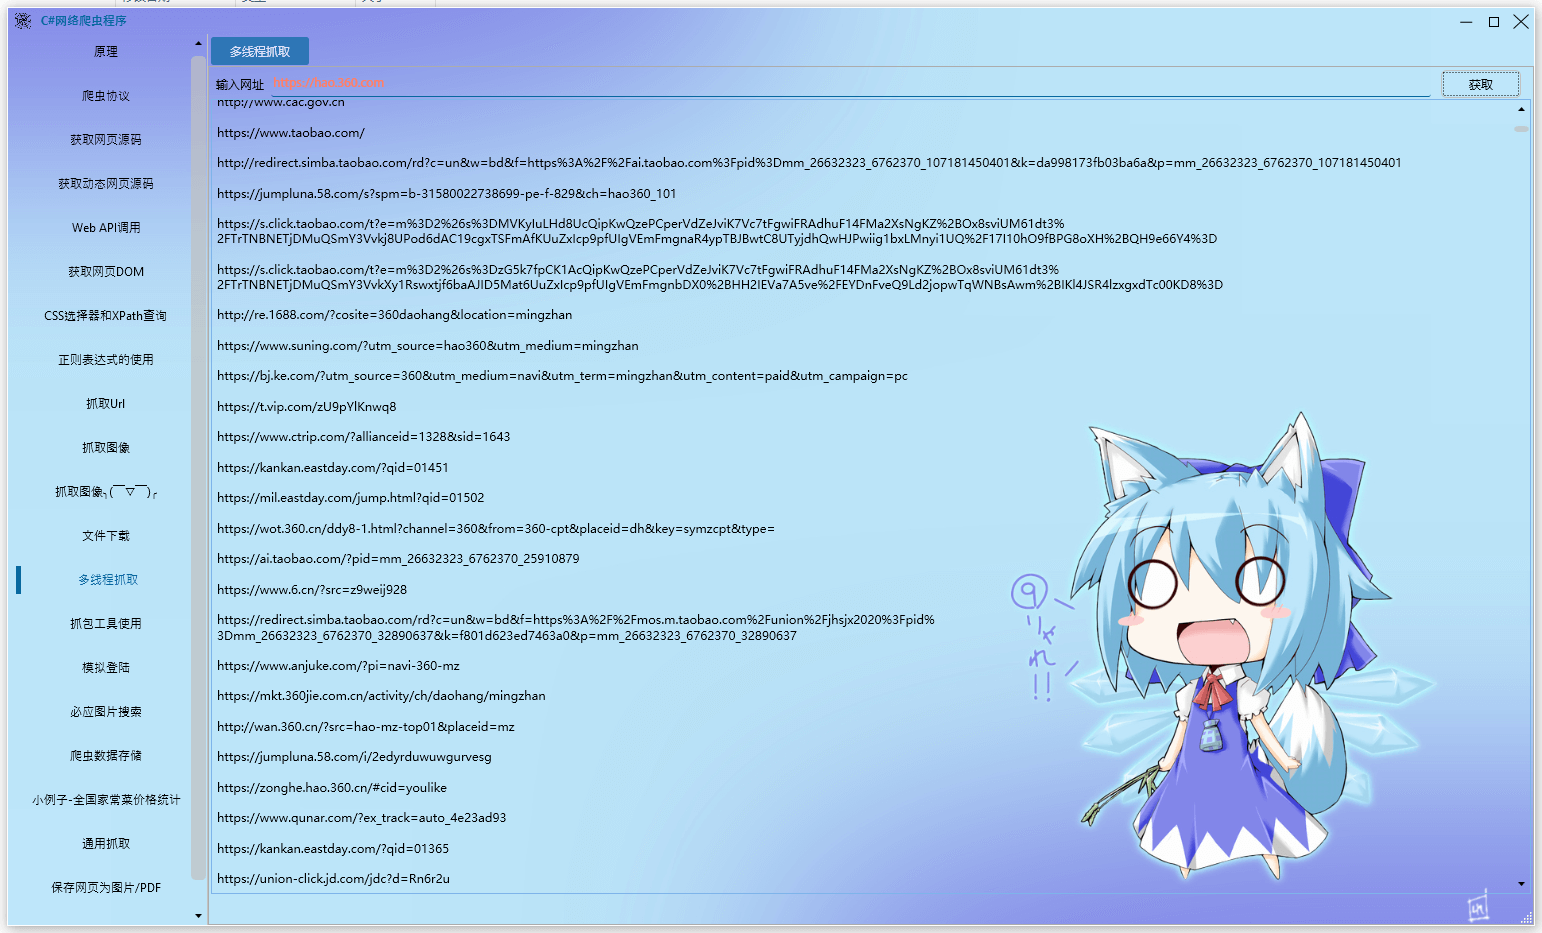 C#网络爬虫程序
原理
爬虫协议
获取网页源码
获取动态网页源码
Web API调用
获取网页DOM
CSS选择器和XPath查询
正则表达式的使用
抓取Url
抓取图像
抓取图像╮(￣▽￣)╭
文件下载
多线程抓取
抓包工具使用
模拟登陆
必应图片搜索
爬虫数据存储
小例子-全国家常菜价格统计
通用抓取
保存网页为图片/PDF
多线程抓取
输入网址 https://hao.360.com 获取
http://www.cac.gov.cn
https://www.taobao.com/
http://redirect.simba.taobao.com/rd?c=un&w=bd&f=https%3A%2F%2Fai.taobao.com%3Fpid%3Dmm_26632323_6762370_107181450401&k=da998173fb03ba6a&p=mm_26632323_6762370_107181450401
https://jumpluna.58.com/s?spm=b-31580022738699-pe-f-829&ch=hao360_101
https://s.click.taobao.com/t?e=m%3D2%26s%3DMVKyIuLHd8UcQipKwQzePCperVdZeJviK7Vc7tFgwiFRAdhuF14FMa2XsNgKZ%2BOx8sviUM61dt3%
2FTrTNBNETjDMuQSmY3Vvkj8UPod6dAC19cgxTSFmAfKUuZxIcp9pfUIgVEmFmgnaR4ypTBJBwtC8UTyjdhQwHJPwiig1bxLMnyi1UQ%2F17I10hO9fBPG8oXH%2BQH9e66Y4%3D
https://s.click.taobao.com/t?e=m%3D2%26s%3DzG5k7fpCK1AcQipKwQzePCperVdZeJviK7Vc7tFgwiFRAdhuF14FMa2XsNgKZ%2BOx8sviUM61dt3%
2FTrTNBNETjDMuQSmY3VvkXy1Rswxtjf6baAJID5Mat6UuZxIcp9pfUIgVEmFmgnbDX0%2BHH2IEVa7A5ve%2FEYDnFveQ9Ld2jopwTqWNBsAwm%2BIKl4JSR4lzxgxdTc00KD8%3D
http://re.1688.com/?cosite=360daohang&location=mingzhan
https://www.suning.com/?utm_source=hao360&utm_medium=mingzhan
https://bj.ke.com/?utm_source=360&utm_medium=navi&utm_term=mingzhan&utm_content=paid&utm_campaign=pc
https://t.vip.com/zU9pYlKnwq8
https://www.ctrip.com/?allianceid=1328&sid=1643
https://kankan.eastday.com/?qid=01451
https://mil.eastday.com/jump.html?qid=01502
https://wot.360.cn/ddy8-1.html?channel=360&from=360-cpt&placeid=dh&key=symzcpt&type=
https://ai.taobao.com/?pid=mm_26632323_6762370_25910879
https://www.6.cn/?src=z9weij928
https://redirect.simba.taobao.com/rd?c=un&w=bd&f=https%3A%2F%2Fmos.m.taobao.com%2Funion%2Fjhsjx2020%3Fpid%
3Dmm_26632323_6762370_32890637&k=f801d623ed7463a0&p=mm_26632323_6762370_32890637
https://www.anjuke.com/?pi=navi-360-mz
https://mkt.360jie.com.cn/activity/ch/daohang/mingzhan
http://wan.360.cn/?src=hao-mz-top01&placeid=mz
https://jumpluna.58.com/i/2edyrduwuwgurvesg
https://zonghe.hao.360.cn/#cid=youlike
https://www.qunar.com/?ex_track=auto_4e23ad93
https://kankan.eastday.com/?qid=01365
https://union-click.jd.com/jdc?d=Rn6r2u
⑨りゃれ!!